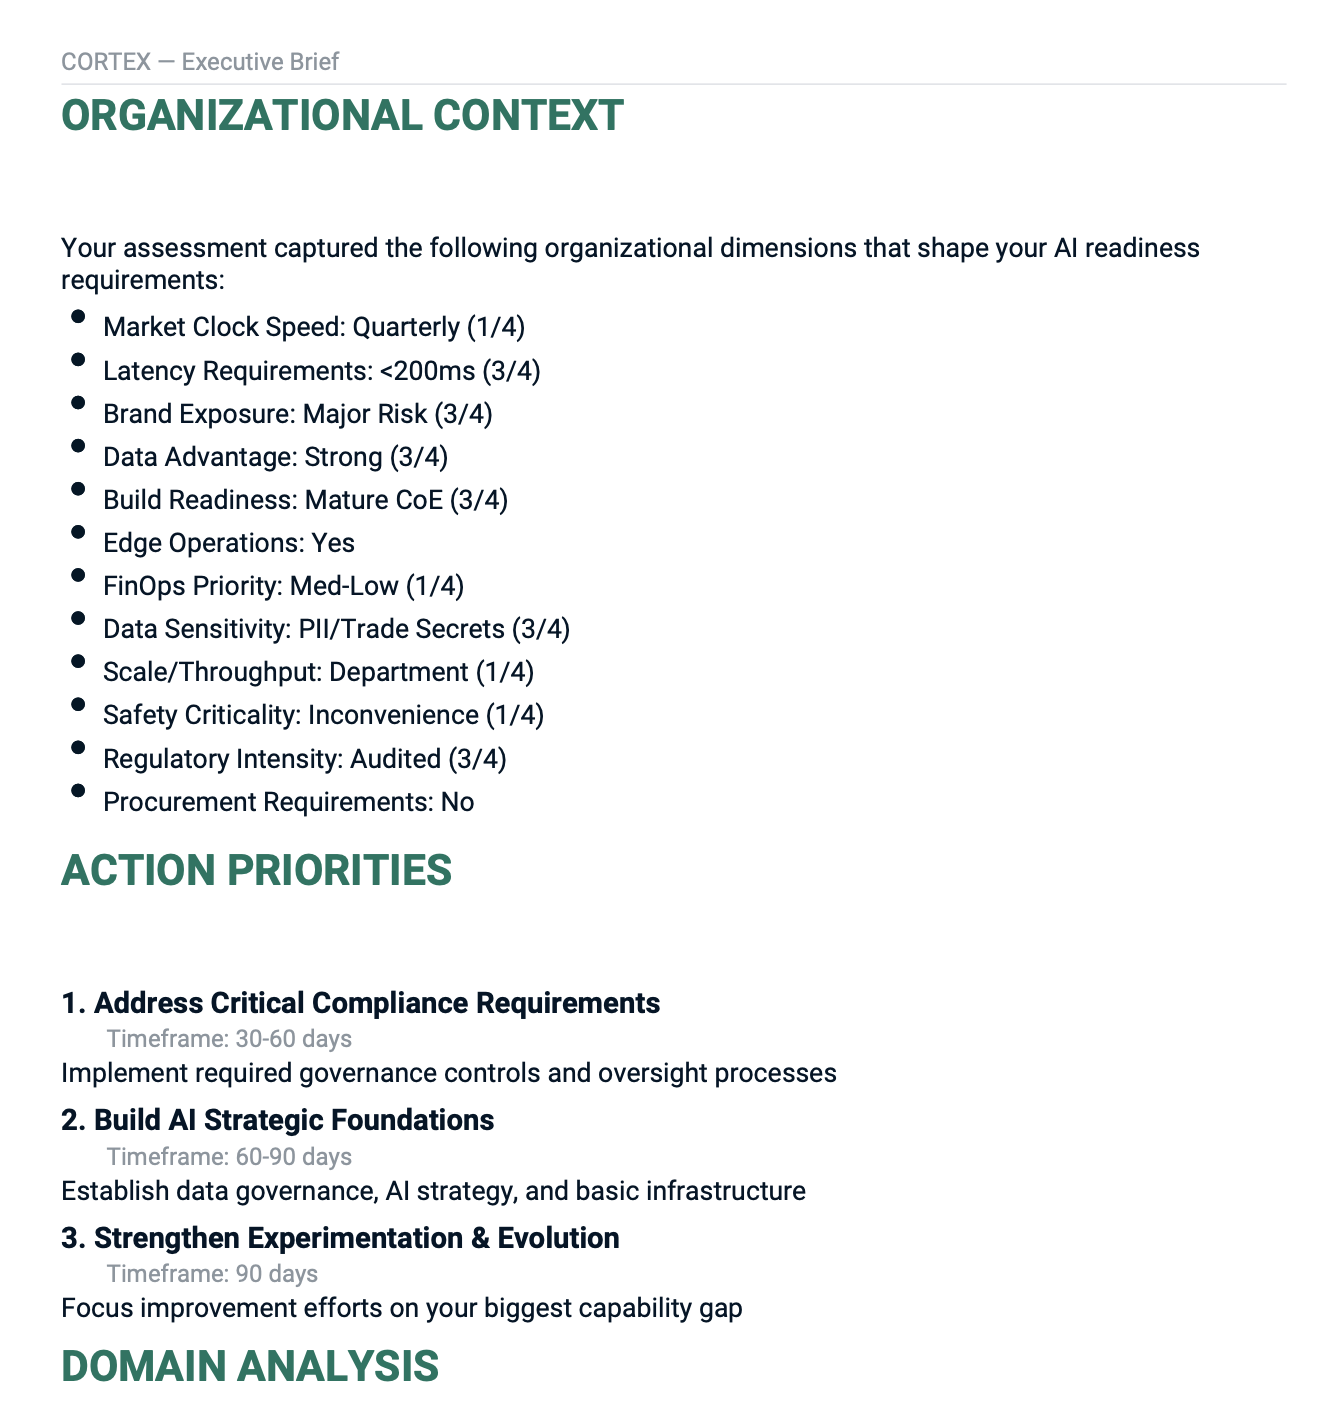 CORTEX — Executive Brief
ORGANIZATIONAL CONTEXT
Your assessment captured the following organizational dimensions that shape your AI readiness
requirements:
• Market Clock Speed: Quarterly (1/4)
• Latency Requirements: <200ms (3/4)
• Brand Exposure: Major Risk (3/4)
• Data Advantage: Strong (3/4)
• Build Readiness: Mature CoE (3/4)
• Edge Operations: Yes
• FinOps Priority: Med-Low (1/4)
• Data Sensitivity: PII/Trade Secrets (3/4)
• Scale/Throughput: Department (1/4)
• Safety Criticality: Inconvenience (1/4)
• Regulatory Intensity: Audited (3/4)
• Procurement Requirements: No
ACTION PRIORITIES
1. Address Critical Compliance Requirements
Timeframe: 30-60 days
Implement required governance controls and oversight processes
2. Build AI Strategic Foundations
Timeframe: 60-90 days
Establish data governance, AI strategy, and basic infrastructure
3. Strengthen Experimentation & Evolution
Timeframe: 90 days
Focus improvement efforts on your biggest capability gap
DOMAIN ANALYSIS